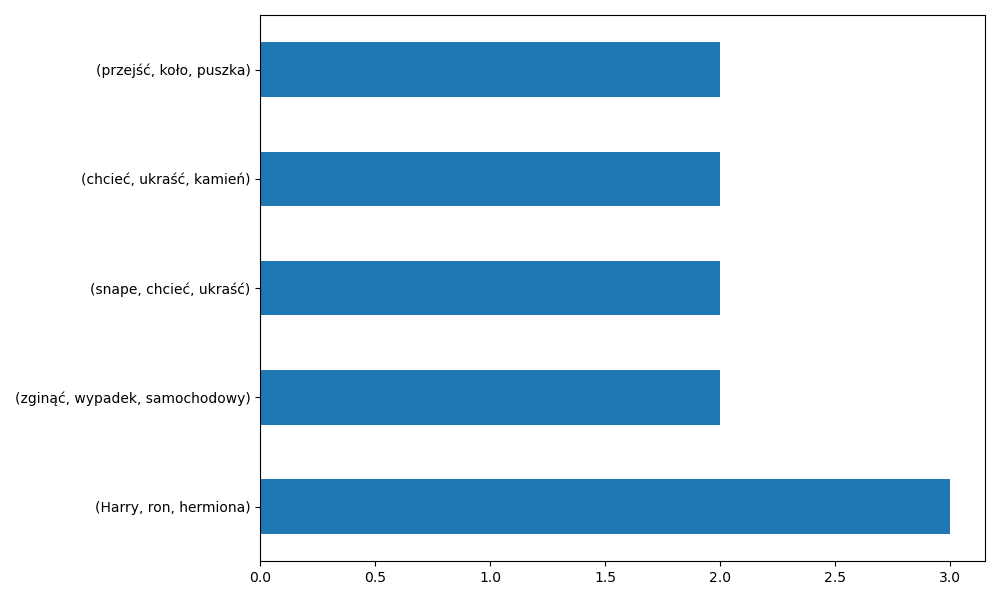 (przejść, koło, puszka)
(chcieć, ukraść, kamień)
(snape, chcieć, ukraść)
(zginąć, wypadek, samochodowy)
(Harry, ron, hermiona)
0.0 0.5 1.0 1.5 2.0 2.5 3.0